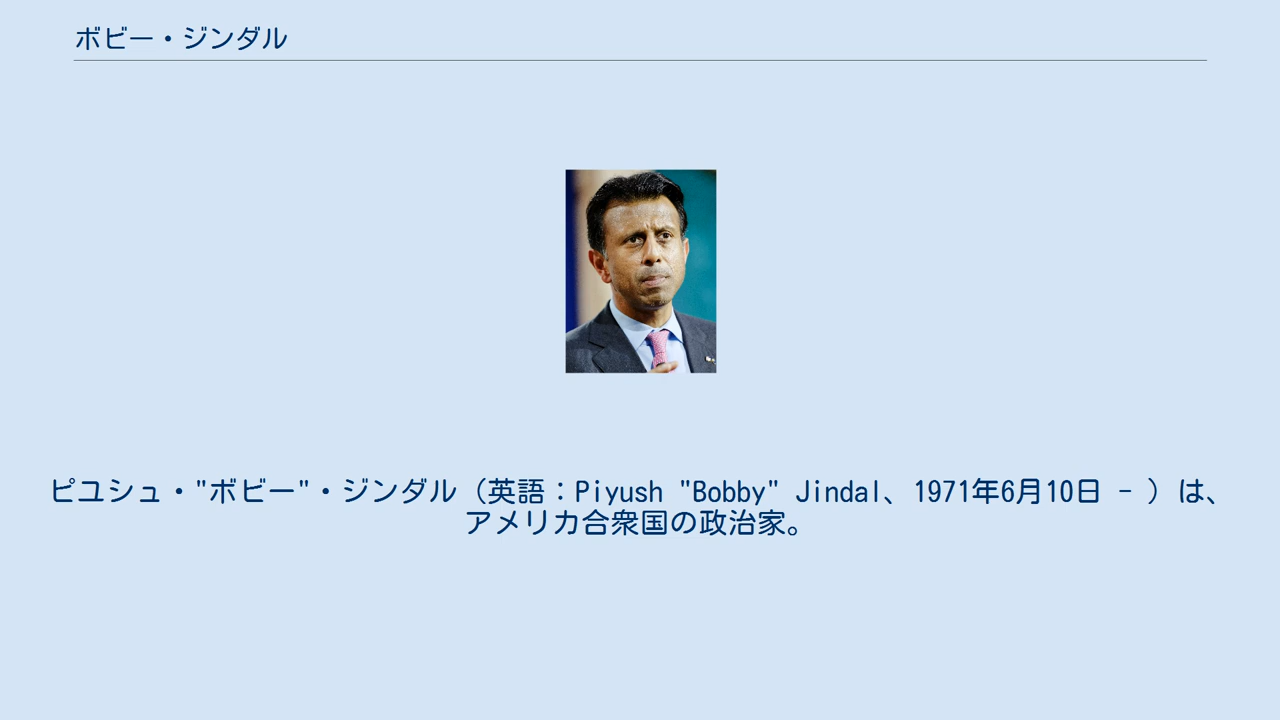 ボビー・ジンダル
ピユシュ・"ボビー"・ジンダル（英語：Piyush "Bobby" Jindal、1971年6月10日 - ）は、
アメリカ合衆国の政治家。